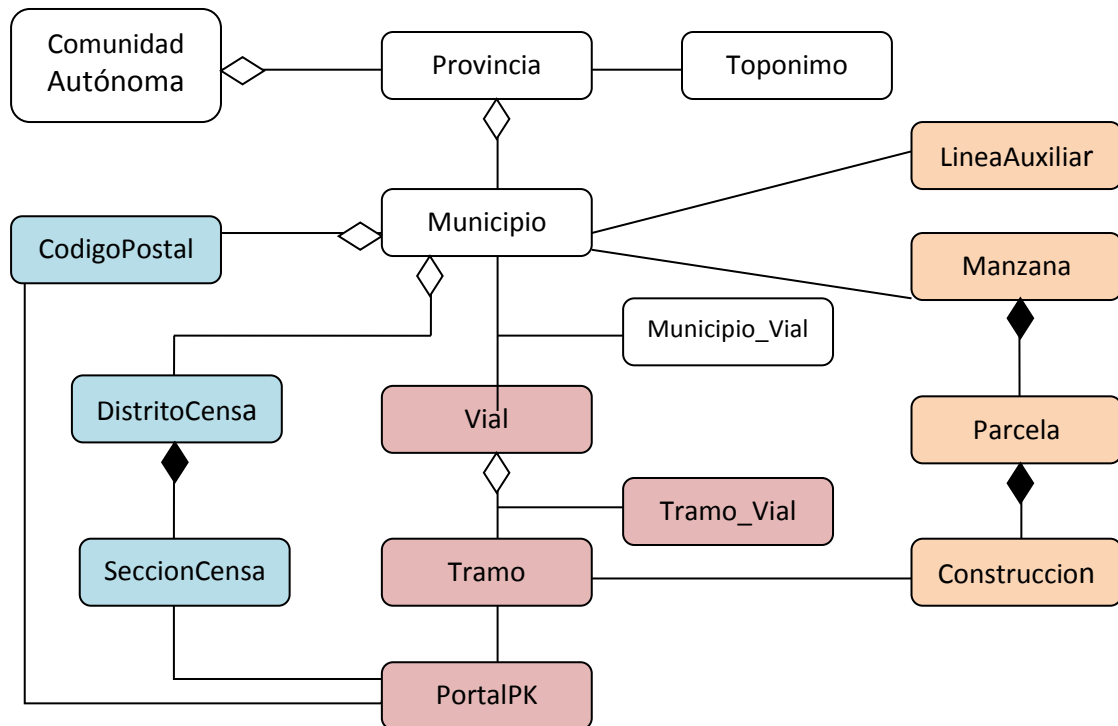 Comunidad
Autónoma
Provincia
Toponimo
LineaAuxiliar
Municipio
CodigoPostal
Manzana
Municipio_Vial
DistritoCensa
Vial
Parcela
Tramo_Vial
SeccionCensa
Tramo
Construccion
PortalPK